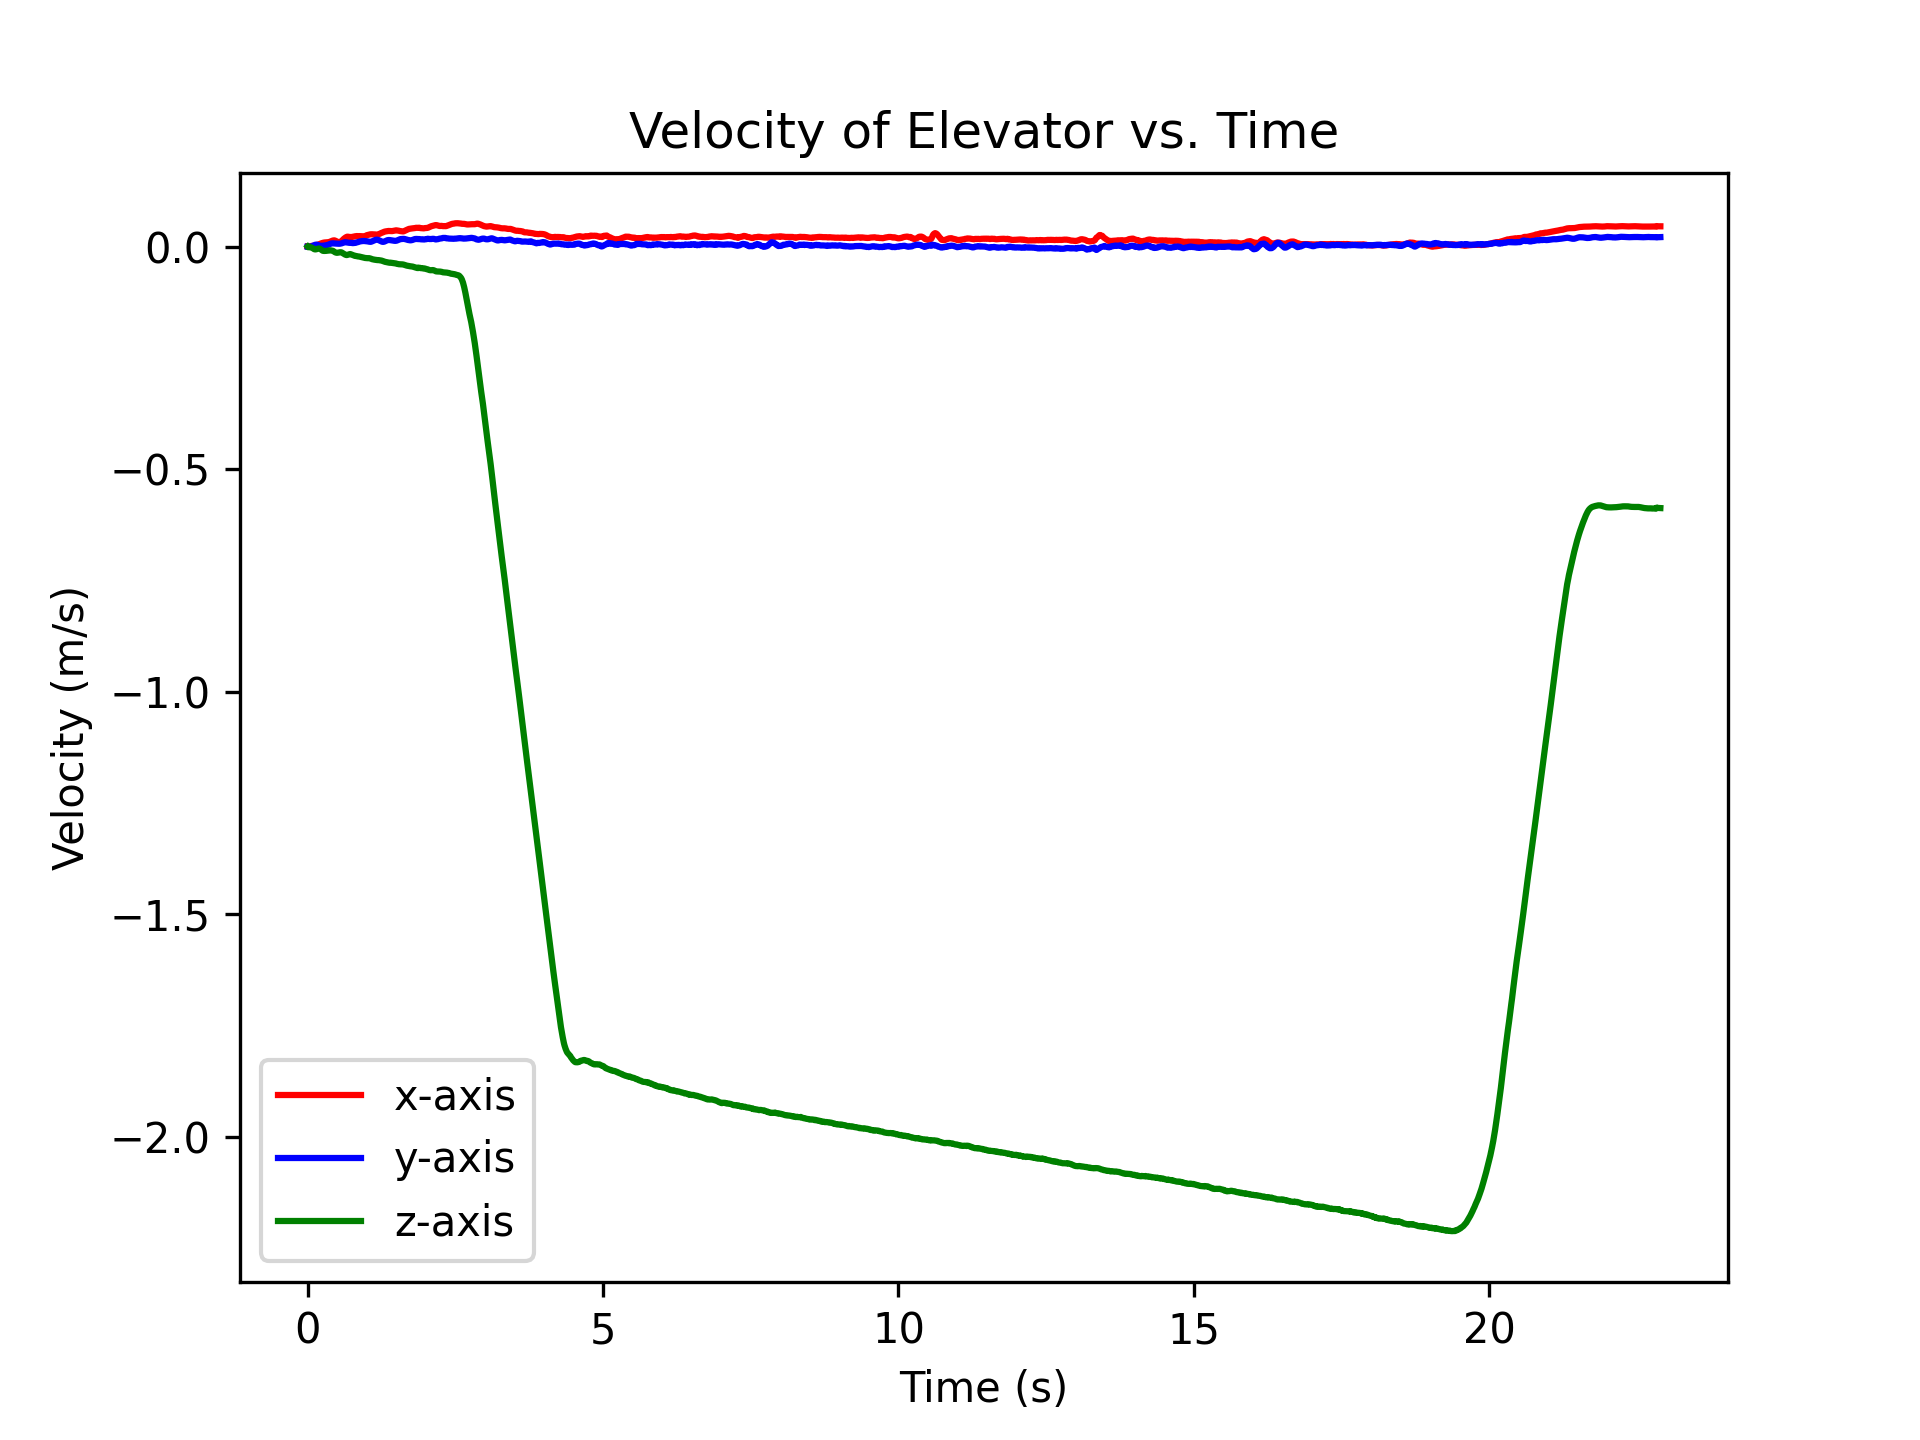 Velocity of Elevator vs. Time
0.0
−0.5
−1.0
−1.5
−2.0
Velocity (m/s)
x-axis
y-axis
z-axis
0 5 10 15 20
Time (s)